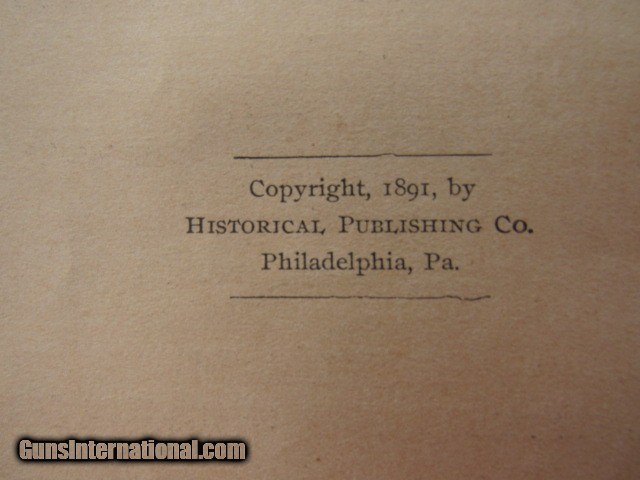 Copyright, 1891, by
HISTORICAL PUBLISHING CO.
Philadelphia, Pa.
GunsInternational.com